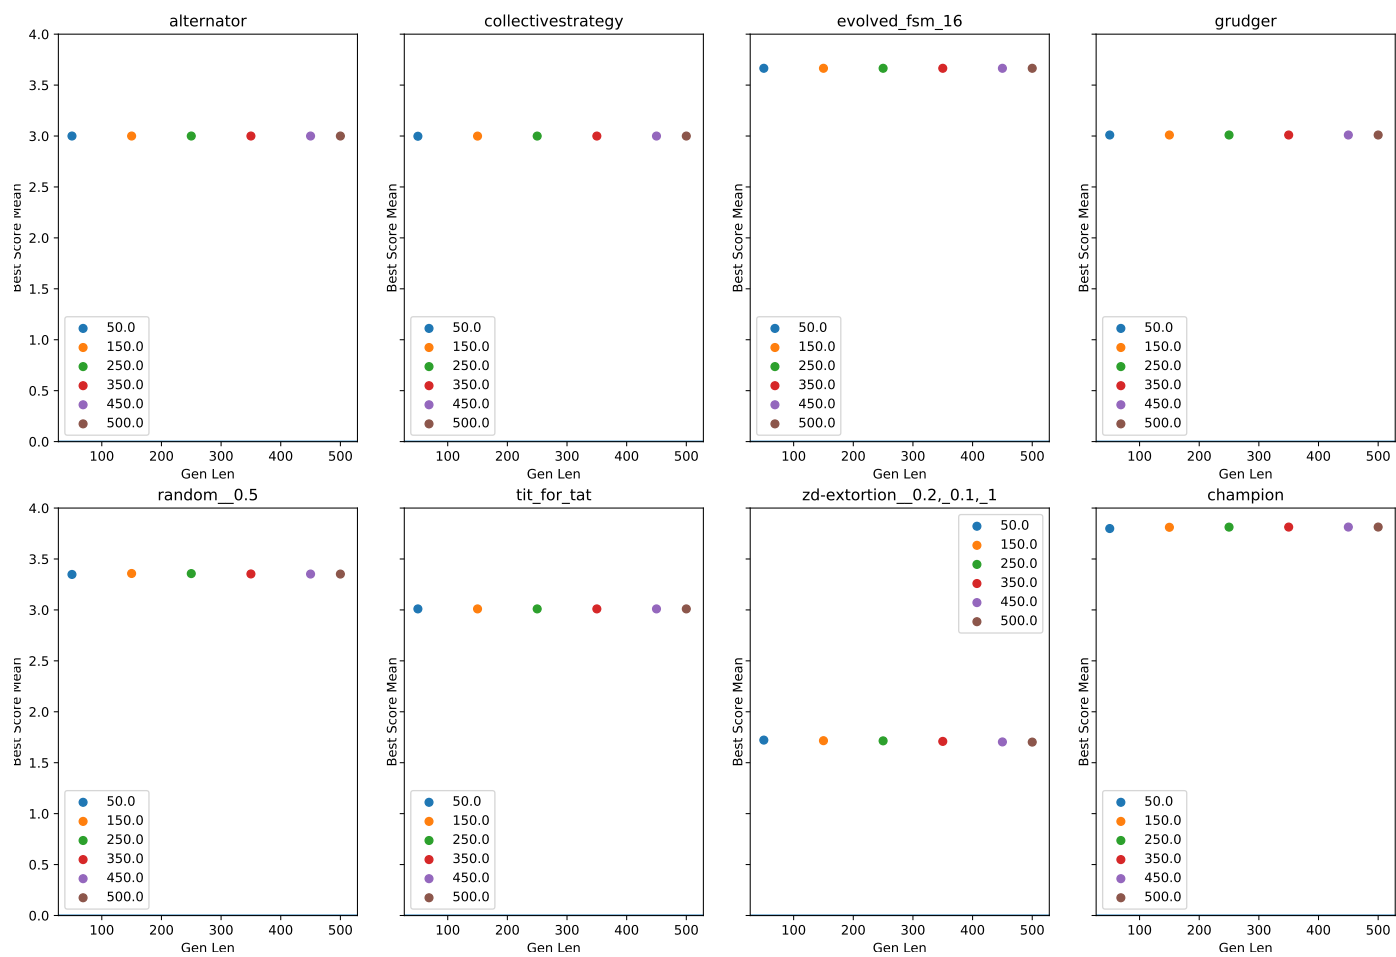 alternator
collectivestrategy
evolved_fsm_16
grudger
4.0
3.5
3.0
2.5
2.0
1.5
1.0
0.5
0.0
Best Score Mean
Best Score Mean
Best Score Mean
Best Score Mean
50.0
150.0
250.0
350.0
450.0
500.0
50.0
150.0
250.0
350.0
450.0
500.0
50.0
150.0
250.0
350.0
450.0
500.0
50.0
150.0
250.0
350.0
450.0
500.0
100 200 300 400 500
100 200 300 400 500
100 200 300 400 500
100 200 300 400 500
Gen Len
Gen Len
Gen Len
Gen Len
random__0.5
tit_for_tat
zd-extortion__0.2,_0.1,_1
champion
4.0
3.5
3.0
2.5
2.0
1.5
1.0
0.5
0.0
Best Score Mean
Best Score Mean
Best Score Mean
Best Score Mean
50.0
150.0
250.0
350.0
450.0
500.0
50.0
150.0
250.0
350.0
450.0
500.0
50.0
150.0
250.0
350.0
450.0
500.0
50.0
150.0
250.0
350.0
450.0
500.0
100 200 300 400 500
100 200 300 400 500
100 200 300 400 500
100 200 300 400 500
Gen Len
Gen Len
Gen Len
Gen Len